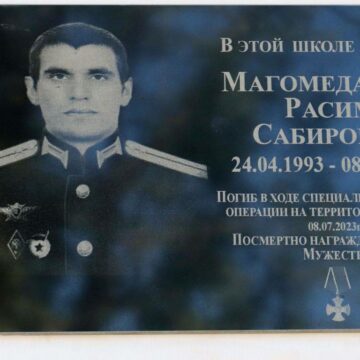 В ЭТОЙ ШКОЛЕ
МАГОМЕДА
РАСИМ
САБИРО
24.04.1993 - 08
ПОГИБ В ХОДЕ СПЕЦИАЛ
ОПЕРАЦИИ НА ТЕРРИТО
08.07.2023г
ПОСМЕРТНО НАГРАЖД
МУЖЕСТ